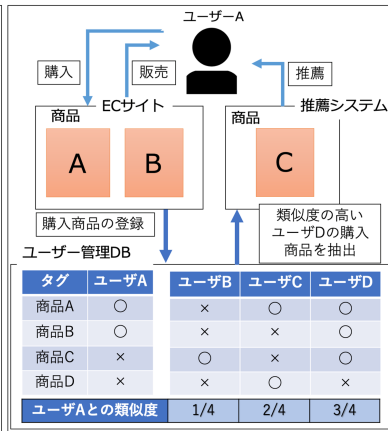 ユーザーA
購入
販売
推薦
ECサイト
推薦システム
商品
商品
A
B
C
購入商品の登録
類似度の高い
ユーザDの購入
商品を抽出
ユーザー管理DB
タグ ユーザA ユーザB ユーザC ユーザD
商品A ○ × ○ ○
商品B ○ × × ○
商品C × ○ × ○
商品D × × ○ ×
ユーザAとの類似度 1/4 2/4 3/4